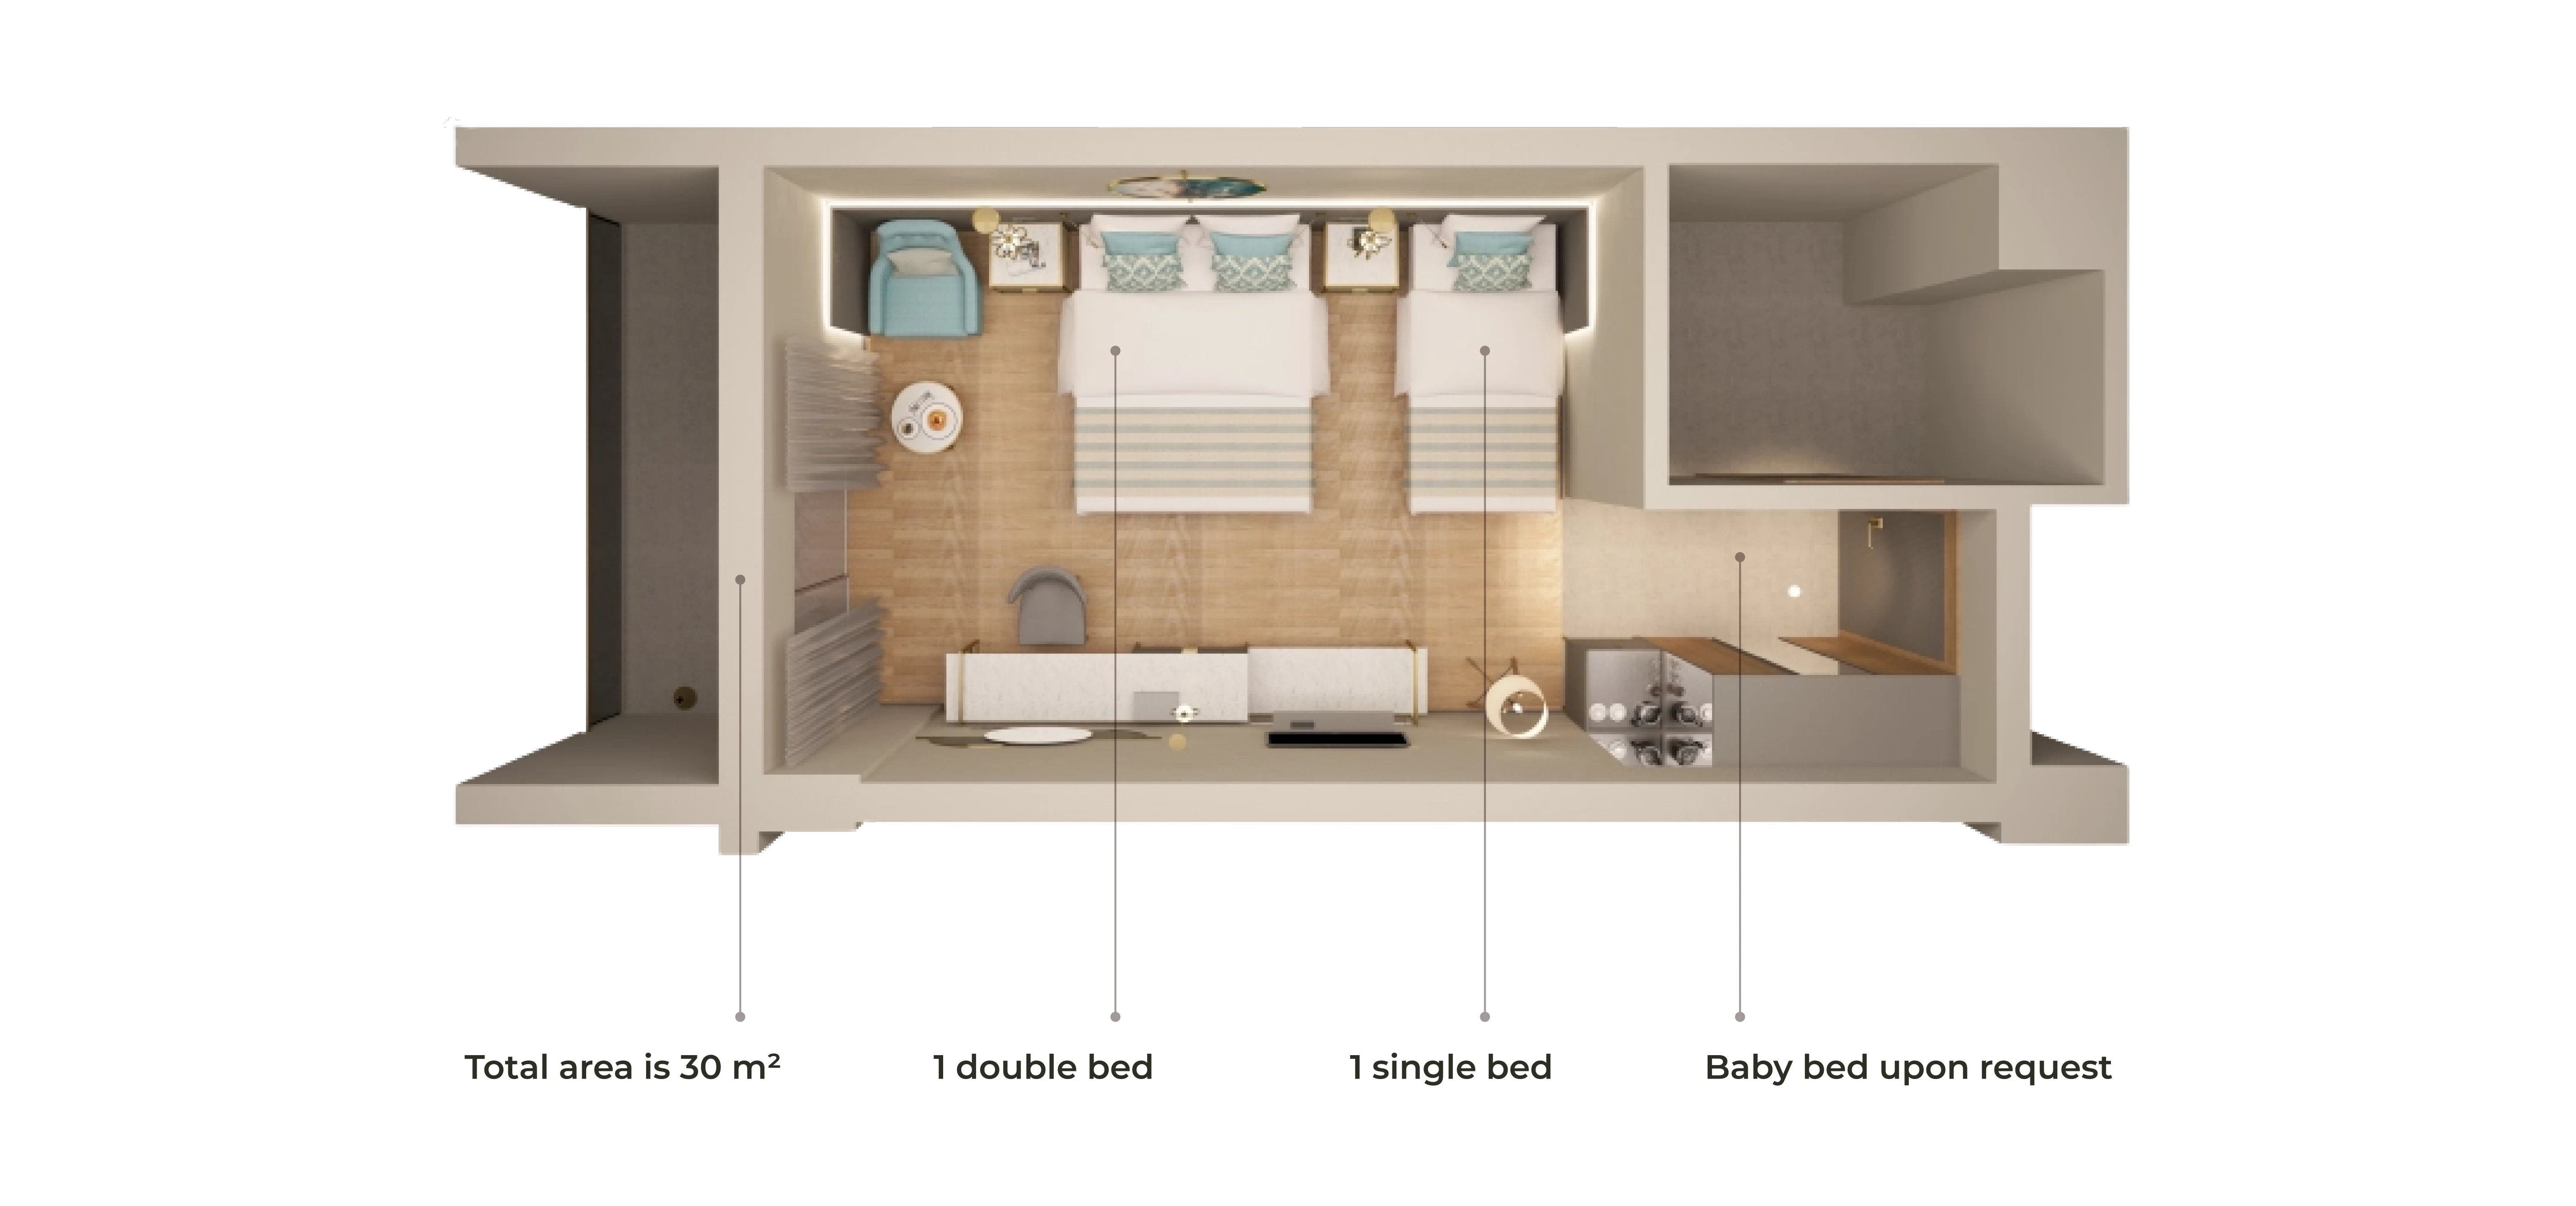 Total area is 30 m²
1 double bed
1 single bed
Baby bed upon request